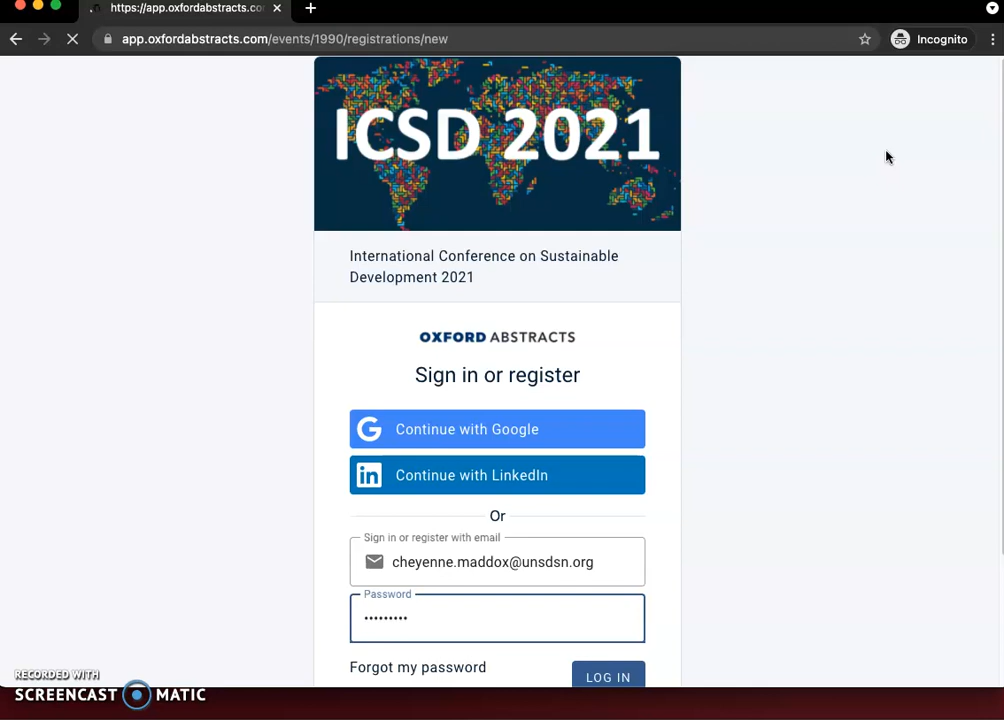 https://app.oxfordabstracts.co
app.oxfordabstracts.com/events/1990/registrations/new
Incognito
ICSD 2021
International Conference on Sustainable
Development 2021
OXFORD ABSTRACTS
Sign in or register
Continue with Google
Continue with LinkedIn
Or
Sign in or register with email
cheyenne.maddox@unsdsn.org
Password
•••••••••
Forgot my password
LOG IN
RECORDED WITH
SCREENCAST MATIC